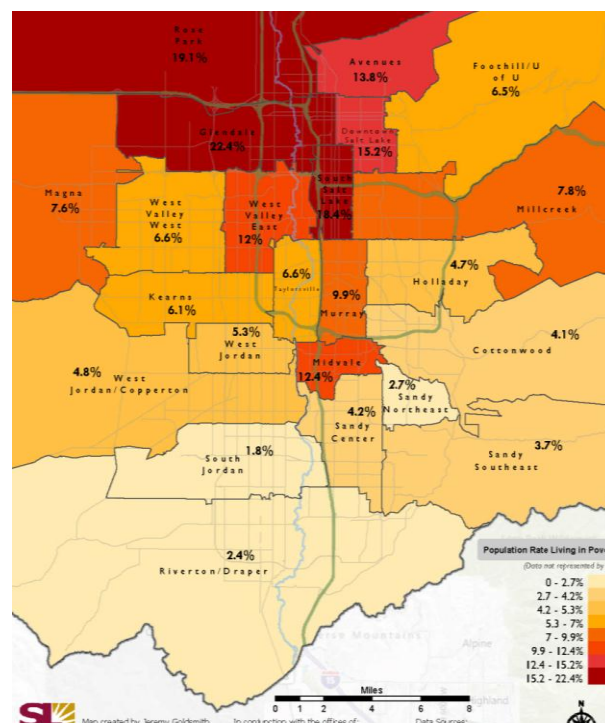 Rose
Park
19.1%
Avenues
13.8%
Foothill/U
of U
6.5%
Glendale
22.4%
Downtown
Salt Lake
15.2%
Magna
7.6%
West
Valley
West
6.6%
West
Valley
East
12%
South
Salt
Lake
18.4%
7.8%
Millcreek
6.6%
Taylorsville
4.7%
Holladay
Kearns
6.1%
9.9%
Murray
5.3%
West
Jordan
4.1%
Cottonwood
4.8%
West
Jordan/Copperton
Midvale
12.4%
2.7%
Sandy
Northeast
4.2%
Sandy
Center
3.7%
Sandy
Southeast
1.8%
South
Jordan
2.4%
Riverton/Draper
Population Rate Living in Pove
(Data not represented by
0 - 2.7%
2.7 - 4.2%
4.2 - 5.3%
5.3 - 7%
7 - 9.9%
9.9 - 12.4%
12.4 - 15.2%
15.2 - 22.4%
Alpine
Highland
Miles
0 1 2 4 6 8
N
Map created by Jeremy Goldsmith
In conjunction with the offices of:
Data Sources: